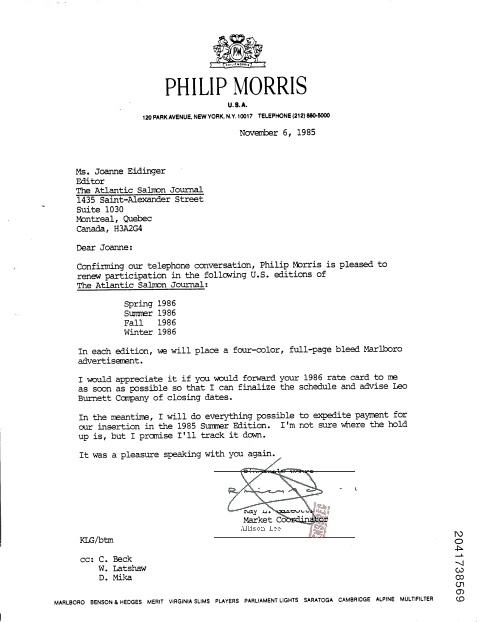 PM
PHILIP MORRIS
U.S.A.
120 PARK AVENUE, NEW YORK, N.Y. 10017 TELEPHONE (212) 880-5000
November 6, 1985
Ms. Joanne Eidinger
Editor
The Atlantic Salmon Journal
1435 Saint-Alexander Street
Suite 1030
Montreal, Quebec
Canada, H3A2G4
Dear Joanne:
Confirming our telephone conversation, Philip Morris is pleased to
renew participation in the following U.S. editions of
The Atlantic Salmon Journal:
Spring 1986
Summer 1986
Fall 1986
Winter 1986
In each edition, we will place a four-color, full-page bleed Marlboro
advertisement.
I would appreciate it if you would forward your 1986 rate card to me
as soon as possible so that I can finalize the schedule and advise Leo
Burnett Company of closing dates.
In the meantime, I will do everything possible to expedite payment for
our insertion in the 1985 Summer Edition. I'm not sure where the hold
up is, but I promise I'll track it down.
It was a pleasure speaking with you again.
Market Coordinator
Allison Lee
KLG/btm
cc: C. Beck
W. Latshaw
D. Mika
MARLBORO BENSON & HEDGES MERIT VIRGINIA SLIMS PLAYERS PARLIAMENT LIGHTS SARATOGA CAMBRIDGE ALPINE MULTIFILTER
2041738569